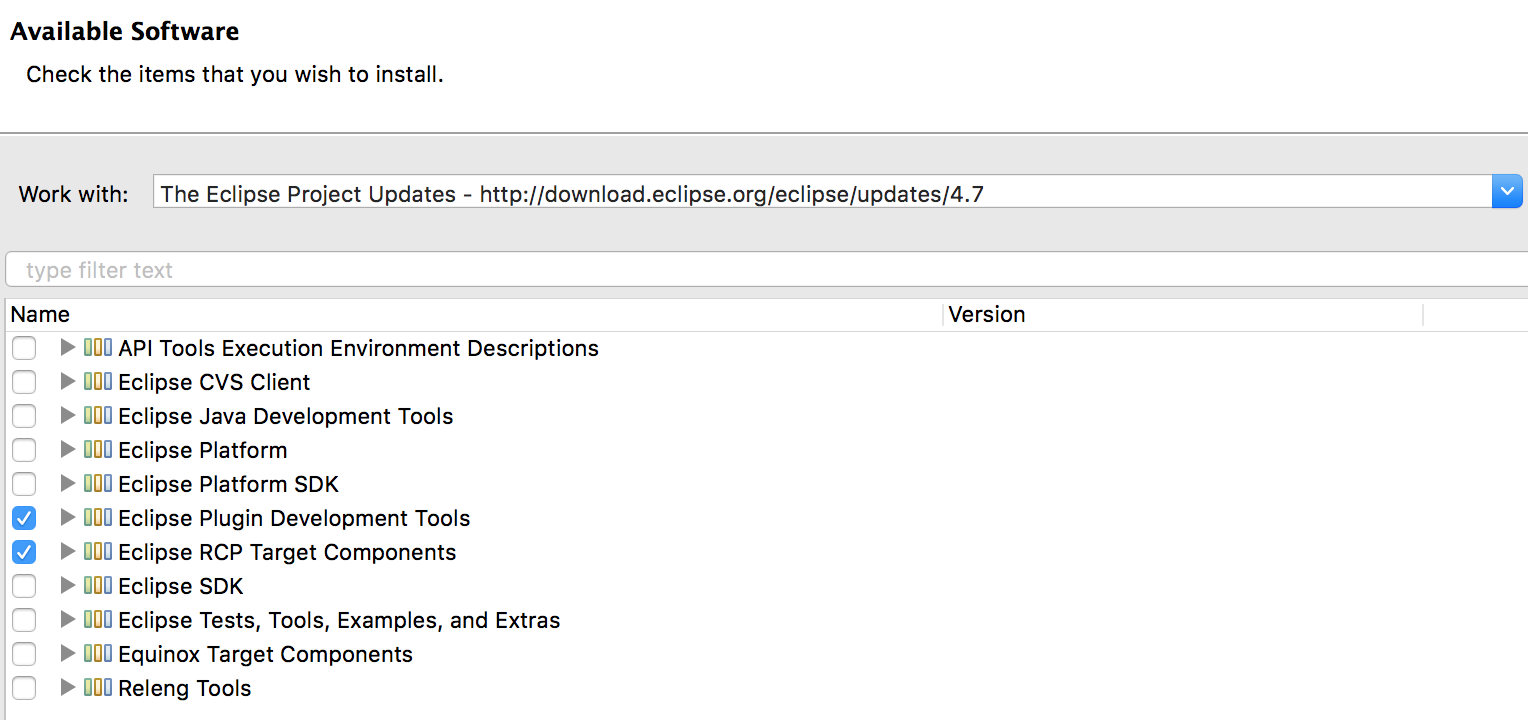 Available Software
Check the items that you wish to install.
Work with: The Eclipse Project Updates - http://download.eclipse.org/eclipse/updates/4.7
type filter text
Name Version
API Tools Execution Environment Descriptions
Eclipse CVS Client
Eclipse Java Development Tools
Eclipse Platform
Eclipse Platform SDK
Eclipse Plugin Development Tools
Eclipse RCP Target Components
Eclipse SDK
Eclipse Tests, Tools, Examples, and Extras
Equinox Target Components
Releng Tools